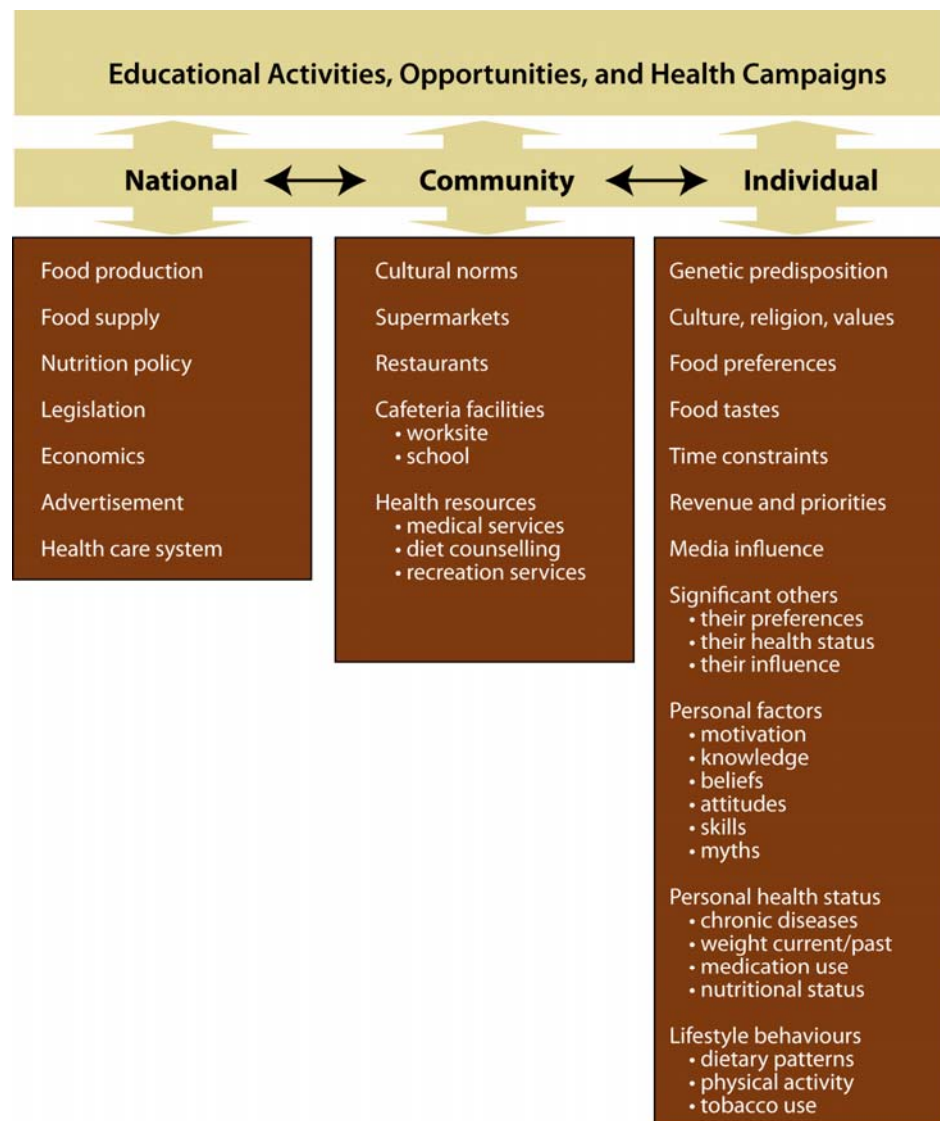 Educational Activities, Opportunities, and Health Campaigns
National
Community
Individual
Food production
Food supply
Nutrition policy
Legislation
Economics
Advertisement
Health care system
Cultural norms
Supermarkets
Restaurants
Cafeteria facilities
• worksite
• school
Health resources
• medical services
• diet counselling
• recreation services
Genetic predisposition
Culture, religion, values
Food preferences
Food tastes
Time constraints
Revenue and priorities
Media influence
Significant others
• their preferences
• their health status
• their influence
Personal factors
• motivation
• knowledge
• beliefs
• attitudes
• skills
• myths
Personal health status
• chronic diseases
• weight current/past
• medication use
• nutritional status
Lifestyle behaviours
• dietary patterns
• physical activity
• tobacco use